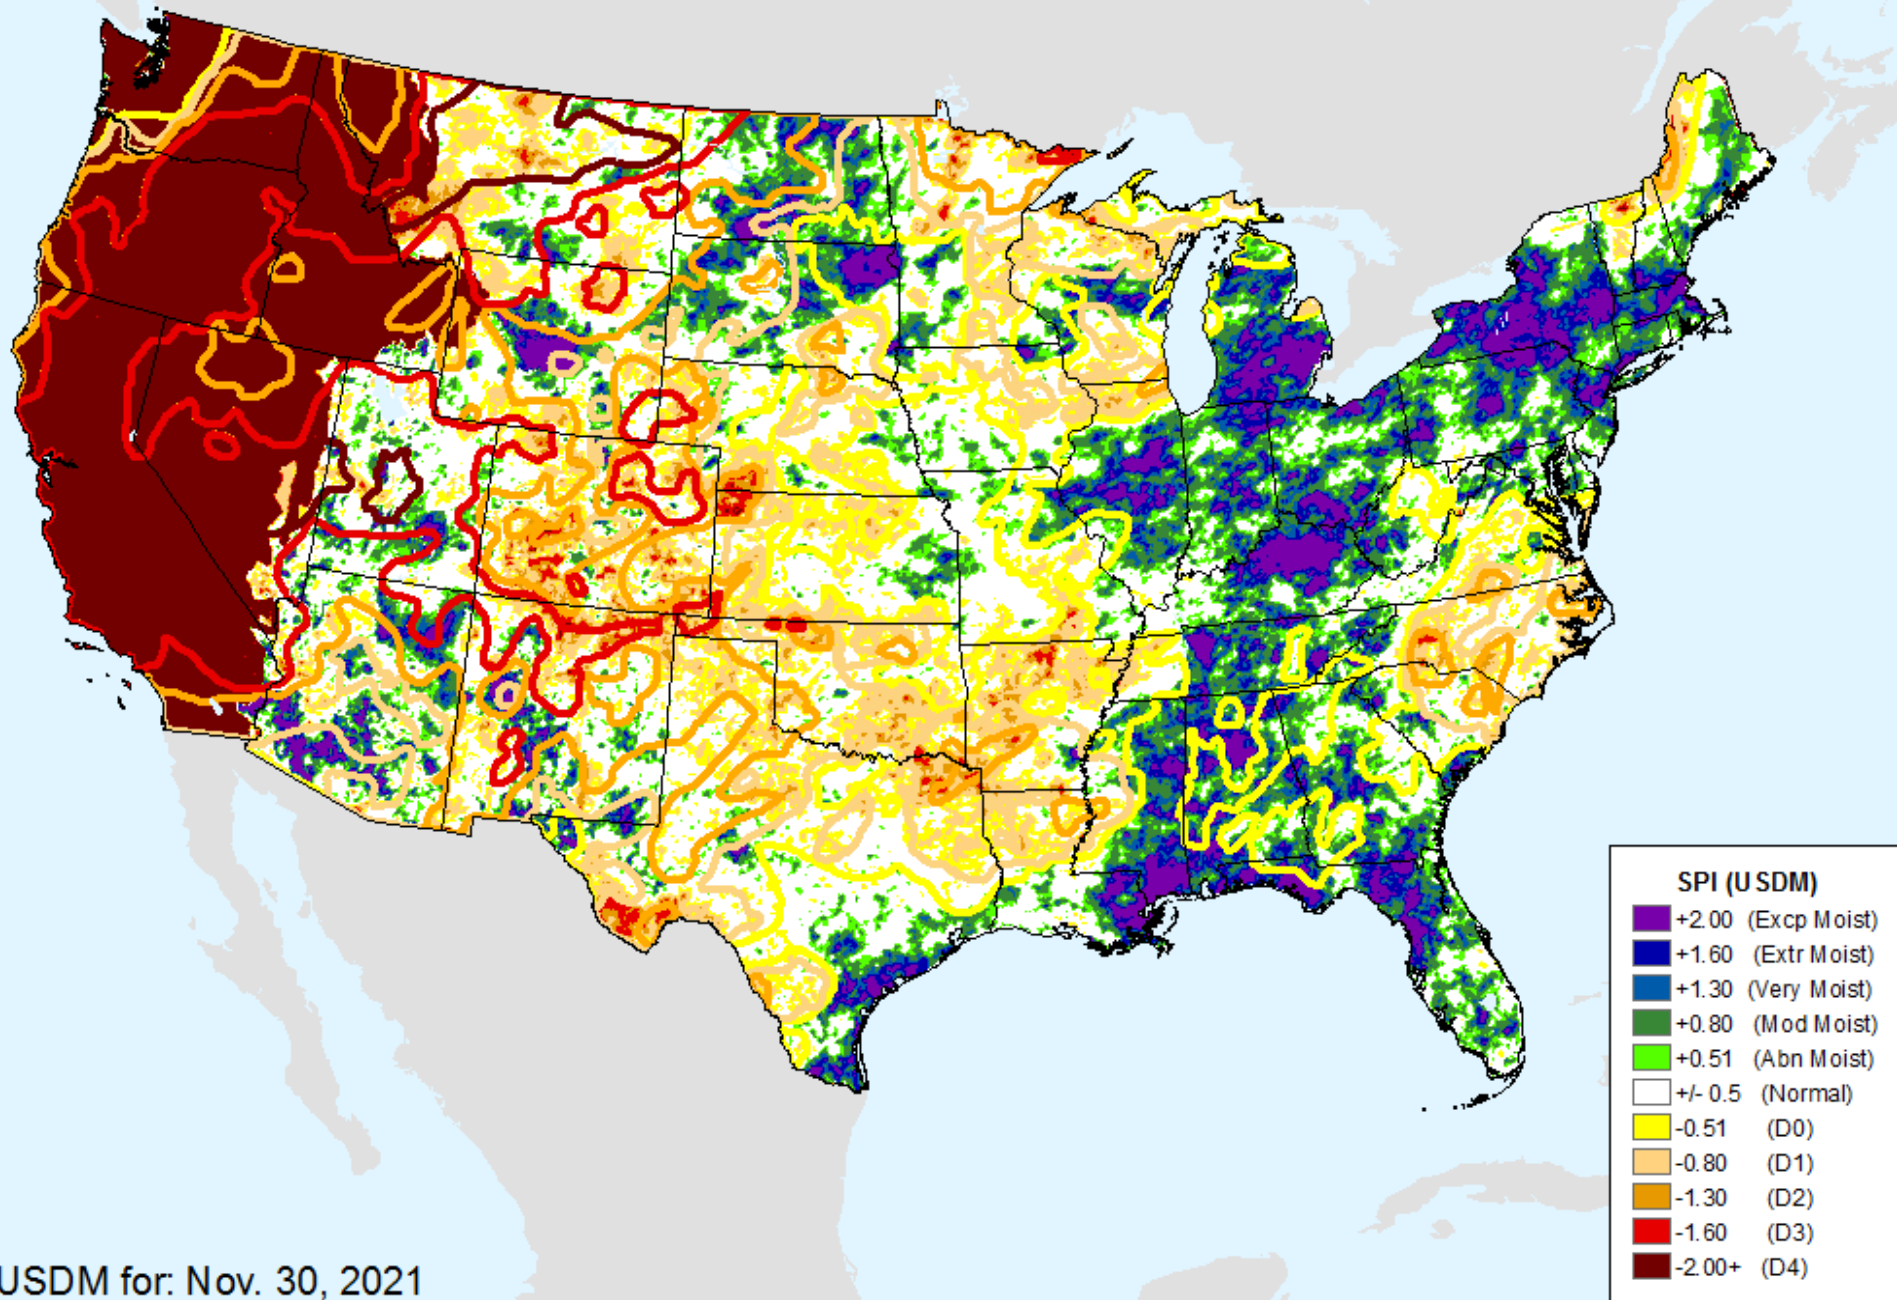 SPI (USDM)
+2.00 (Excp Moist)
+1.60 (Extr Moist)
+1.30 (Very Moist)
+0.80 (Mod Moist)
+0.51 (Abn Moist)
+/- 0.5 (Normal)
-0.51 (D0)
-0.80 (D1)
-1.30 (D2)
-1.60 (D3)
-2.00+ (D4)
USDM for: Nov. 30, 2021